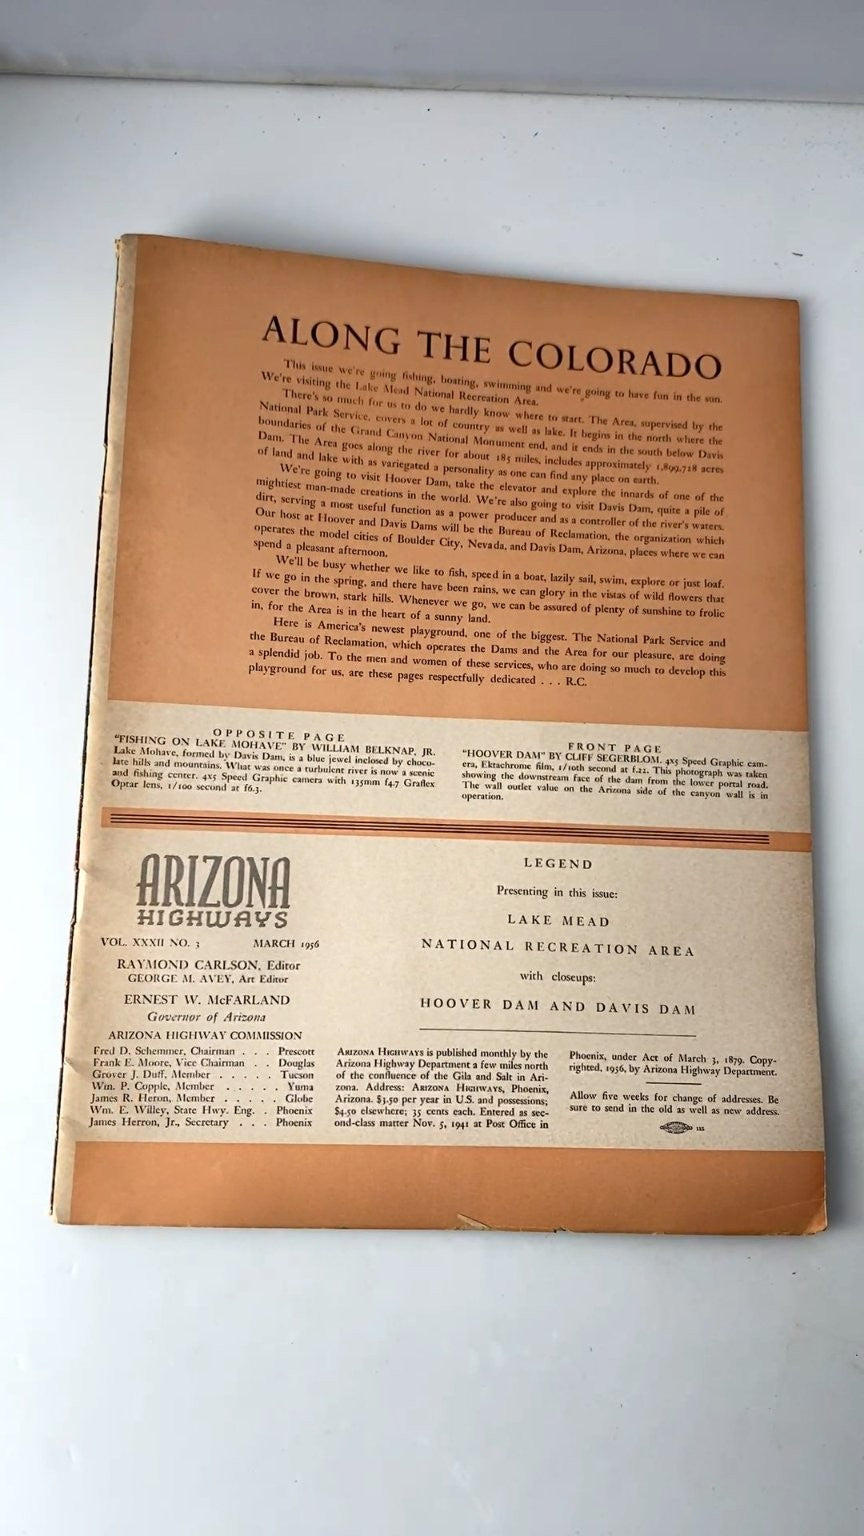 ALONG THE COLORADO
This issue we're going fishing, boating, swimming and we're going to have fun in the sun.
We're visiting the Lake Mead National Recreation Area.
There's so much for us to do we hardly know where to start. The Area, supervised by the
National Park Service, covers a lot of country as well as lake. It begins in the north where the
boundaries of the Grand Canyon National Monument end, and it ends in the south below Davis
Dam. The Area goes along the river for about 185 miles, includes approximately 1,899,728 acres
of land and lake with as variegated a personality as one can find any place on earth.
We're going to visit Hoover Dam, take the elevator and explore the innards of one of the
mightiest man-made creations in the world. We're also going to visit Davis Dam, quite a pile of
dirt, serving a most useful function as a power producer and as a controller of the river's waters.
Our host at Hoover and Davis Dams will be the Bureau of Reclamation, the organization which
operates the model cities of Boulder City, Nevada, and Davis Dam, Arizona, places where we can
spend a pleasant afternoon.
We'll be busy whether we like to fish, speed in a boat, lazily sail, swim, explore or just loaf.
If we go in the spring, and there have been rains, we can glory in the vistas of wild flowers that
cover the brown, stark hills. Whenever we go, we can be assured of plenty of sunshine to frolic
in, for the Area is in the heart of a sunny land.
Here is America's newest playground, one of the biggest. The National Park Service and
the Bureau of Reclamation, which operates the Dams and the Area for our pleasure, are doing
a splendid job. To the men and women of these services, who are doing so much to develop this
playground for us, are these pages respectfully dedicated . . . R.C.
OPPOSITE PAGE
"FISHING ON LAKE MOHAVE" BY WILLIAM BELKNAP, JR.
Lake Mohave, formed by Davis Dam, is a blue jewel inclosed by choco-
late hills and mountains. What was once a turbulent river is now a scenic
and fishing center. 4x5 Speed Graphic camera with 135mm f4.7 Graflex
Optar lens, 1/100 second at f6.3.
FRONT PAGE
"HOOVER DAM" BY CLIFF SEGERBLOM. 4x5 Speed Graphic cam-
era, Ektachrome film, 1/10th second at f.22. This photograph was taken
showing the downstream face of the dam from the lower portal road.
The wall outlet value on the Arizona side of the canyon wall is in
operation.
ARIZONA
HIGHWAYS
VOL. XXXII NO. 3 MARCH 1956
RAYMOND CARLSON, Editor
GEORGE M. AVEY, Art Editor
ERNEST W. McFARLAND
Governor of Arizona
ARIZONA HIGHWAY COMMISSION
Fred D. Schemmer, Chairman . . . Prescott
Frank E. Moore, Vice Chairman . . Douglas
Grover J. Duff, Member . . . . . Tucson
Wm. P. Copple, Member . . . . . . Yuma
James R. Heron, Member . . . . . Globe
Wm. E. Willey, State Hwy. Eng. . Phoenix
James Herron, Jr., Secretary . . . Phoenix
LEGEND
Presenting in this issue:
LAKE MEAD
NATIONAL RECREATION AREA
with closeups:
HOOVER DAM AND DAVIS DAM
ARIZONA HIGHWAYS is published monthly by the
Arizona Highway Department a few miles north
of the confluence of the Gila and Salt in Ari-
zona. Address: ARIZONA HIGHWAYS, Phoenix,
Arizona. $3.50 per year in U.S. and possessions;
$4.50 elsewhere; 35 cents each. Entered as sec-
ond-class matter Nov. 5, 1941 at Post Office in
Phoenix, under Act of March 3, 1879. Copy-
righted, 1956, by Arizona Highway Department.
Allow five weeks for change of addresses. Be
sure to send in the old as well as new address.